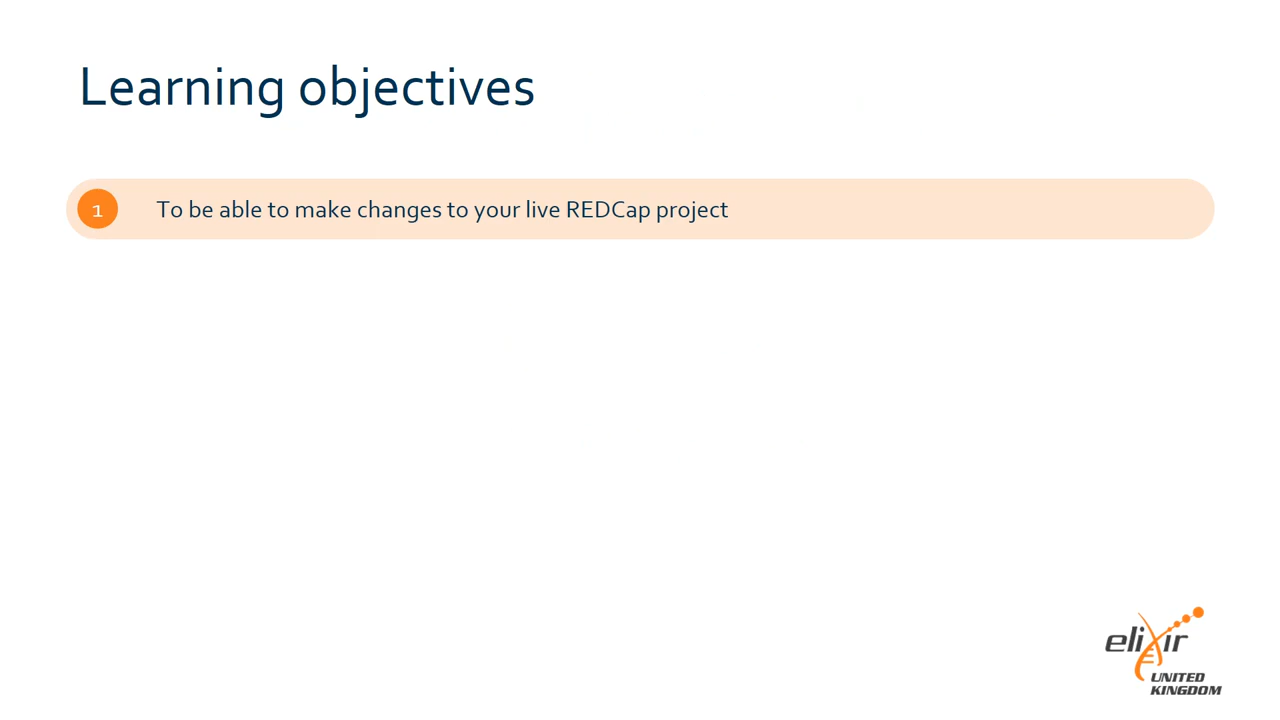 Learning objectives
1 To be able to make changes to your live REDCap project
elixir
UNITED
KINGDOM